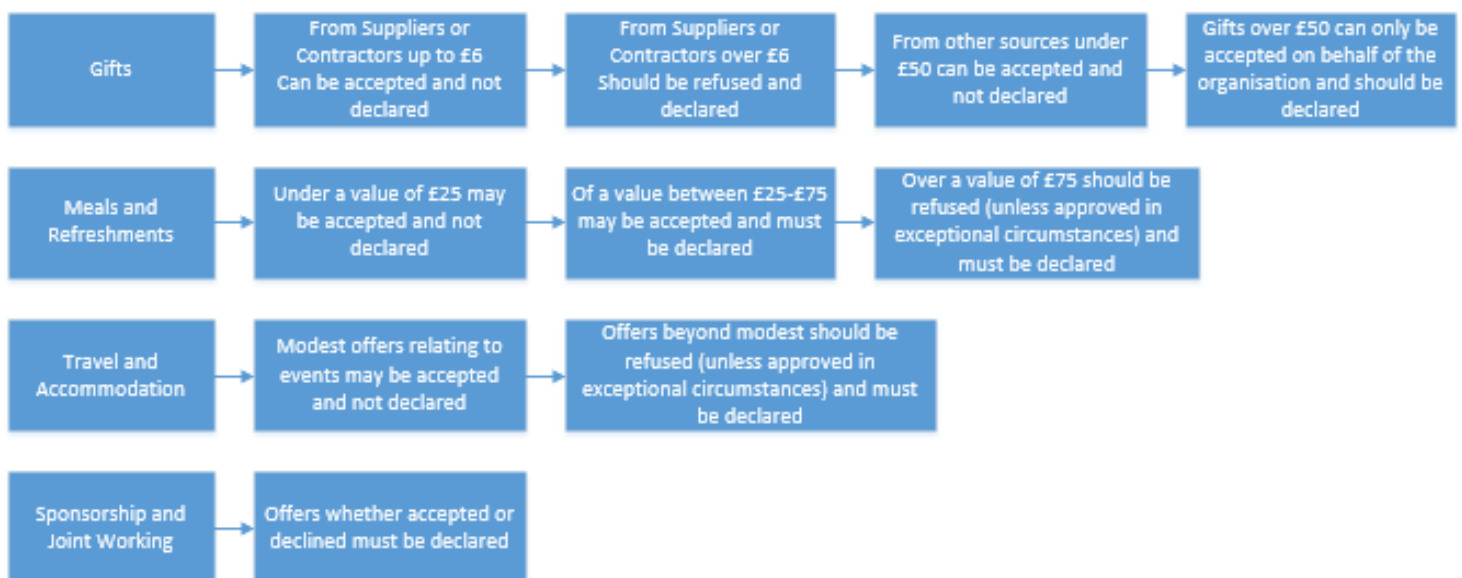 Gifts
From Suppliers or
Contractors up to £6
Can be accepted and not
declared
From Suppliers or
Contractors over £6
Should be refused and
declared
From other sources under
£50 can be accepted and
not declared
Gifts over £50 can only be
accepted on behalf of the
organisation and should be
declared
Meals and
Refreshments
Under a value of £25 may
be accepted and not
declared
Of a value between £25-£75
may be accepted and must
be declared
Over a value of £75 should be
refused (unless approved in
exceptional circumstances) and
must be declared
Travel and
Accommodation
Modest offers relating to
events may be accepted
and not declared
Offers beyond modest should be
refused (unless approved in
exceptional circumstances) and must
be declared
Sponsorship and
Joint Working
Offers whether accepted or
declined must be declared